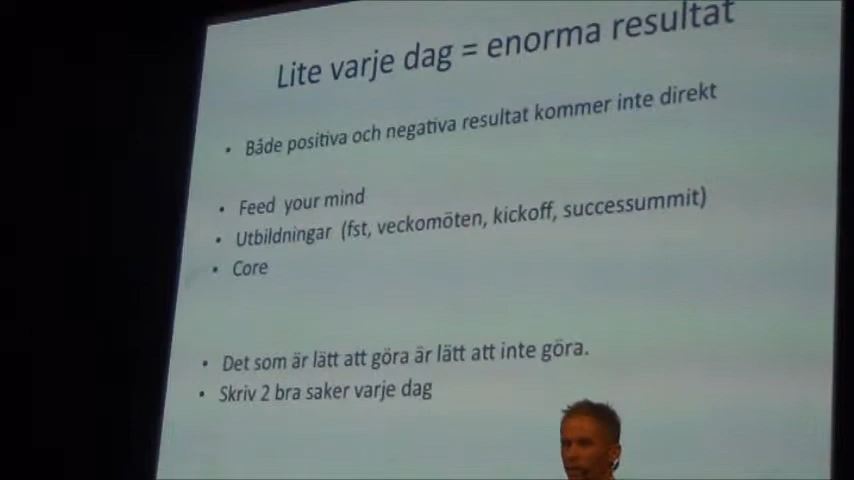 Lite varje dag = enorma resultat
• Både positiva och negativa resultat kommer inte direkt
• Feed your mind
• Utbildningar (fst, veckomöten, kickoff, successummit)
• Core
• Det som är lätt att göra är lätt att inte göra.
• Skriv 2 bra saker varje dag